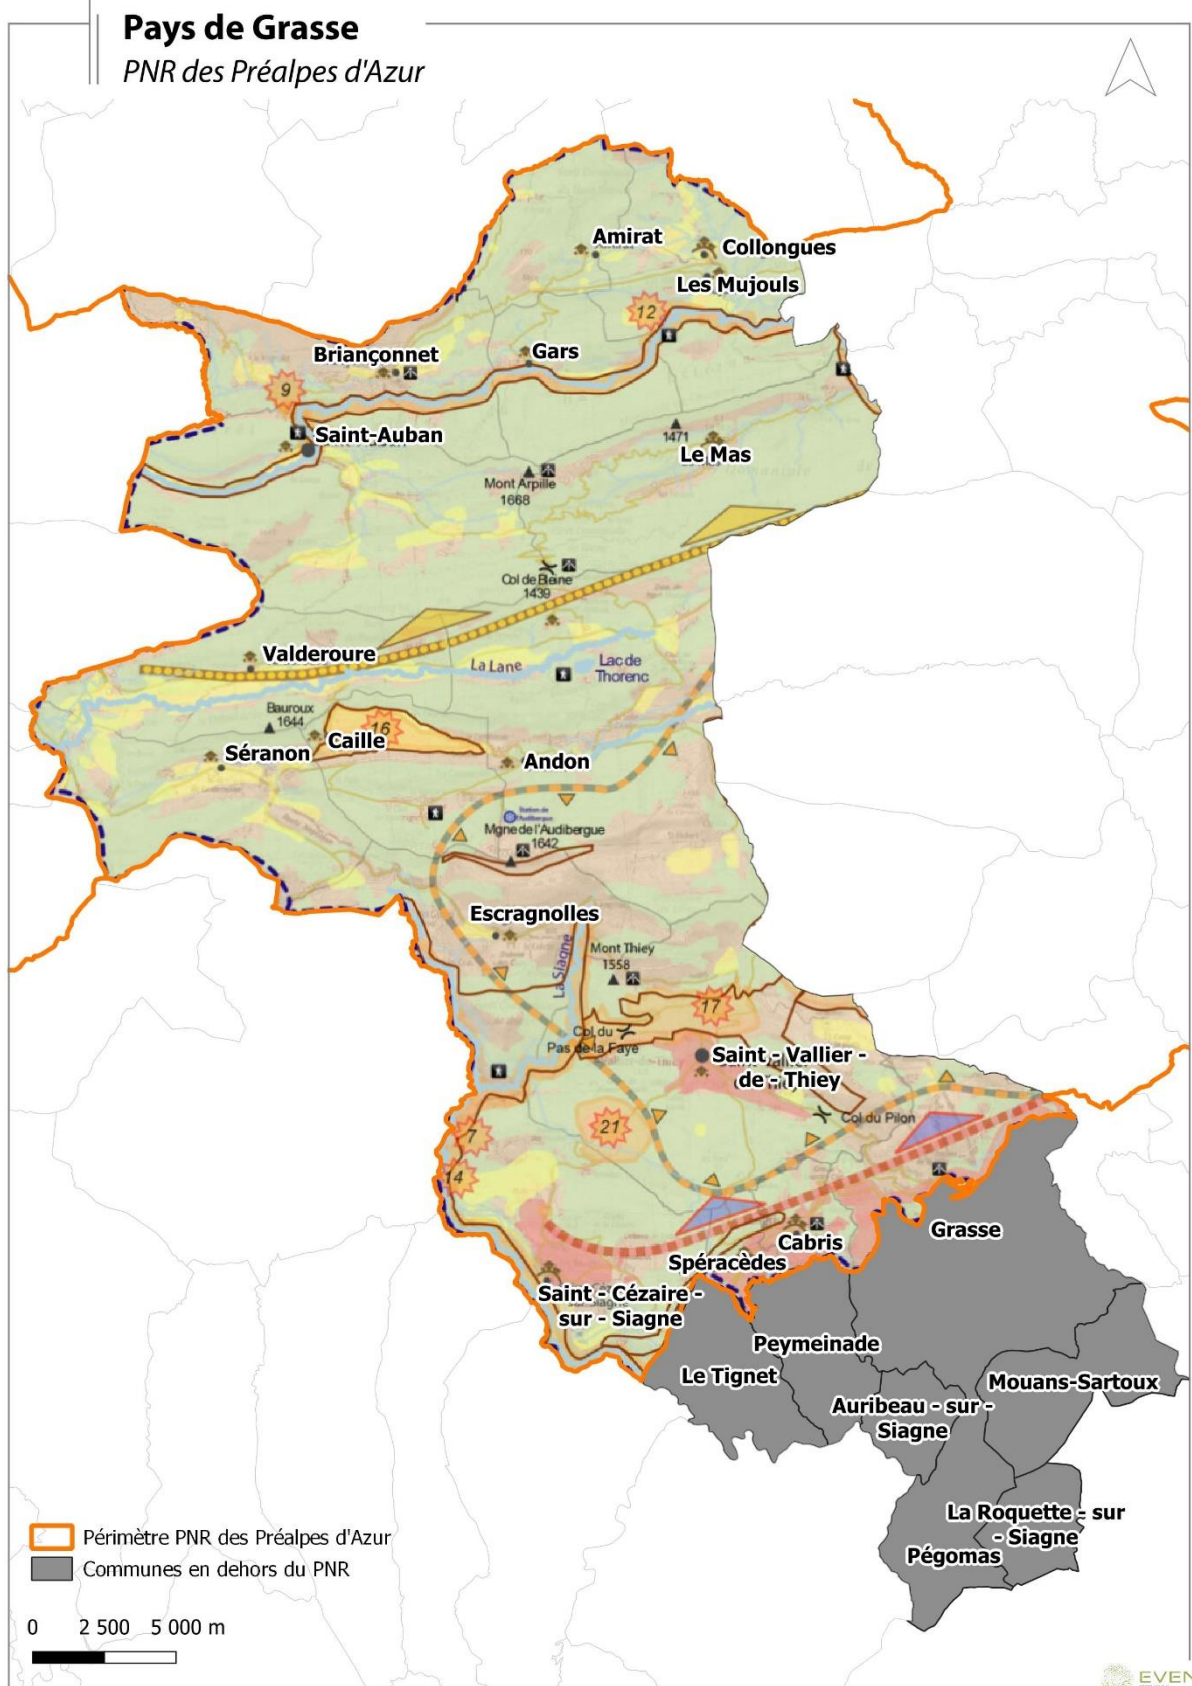 Pays de Grasse
PNR des Préalpes d'Azur
Amirat
Collongues
Les Mujouls
12
Briançonnet
Gars
9
Saint-Auban
1471
Le Mas
Mont Arpille
1668
Col de Bleine
1439
Valderoure
La Lane
Lac de
Thorenc
Bauroux
1644
16
Caille
Séranon
Andon
Station de
l'Audibergue
Mgne de l'Audibergue
1642
Escragnolles
La Siagne
Mont Thiey
1558
17
Col du
Pas de la Faye
Saint - Vallier -
de - Thiey
Col du Pilon
7
21
14
Grasse
Cabris
Spéracèdes
Saint - Cézaire -
sur - Siagne
Peymeinade
Le Tignet
Mouans-Sartoux
Auribeau - sur -
Siagne
La Roquette - sur
- Siagne
Pégomas
Périmètre PNR des Préalpes d'Azur
Communes en dehors du PNR
0 2 500 5 000 m
EVEN